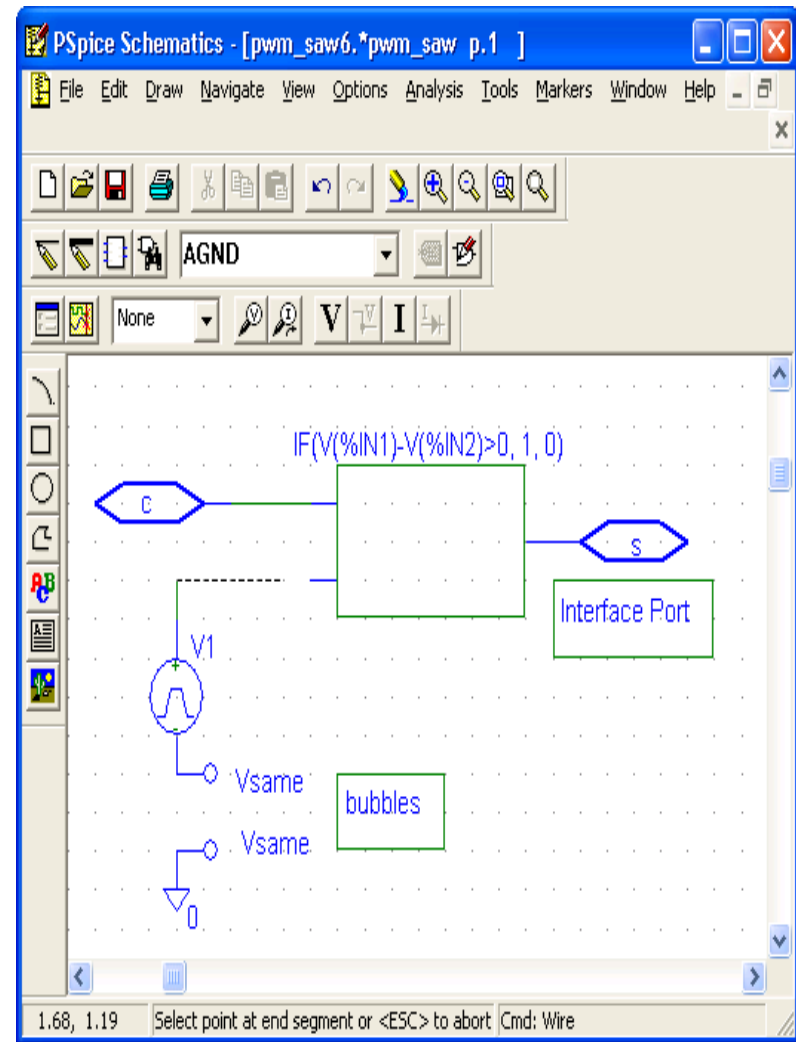 PSpice Schematics - [pwm_saw6.*pwm_saw p.1 ]
File Edit Draw Navigate View Options Analysis Tools Markers Window Help
AGND
None
V V I I
ABC
IF(V(%IN1)-V(%IN2)>0, 1, 0)
C
S
Interface Port
V1
+
-
Vsame
bubbles
Vsame
0
1.68, 1.19 Select point at end segment or <ESC> to abort Cmd: Wire